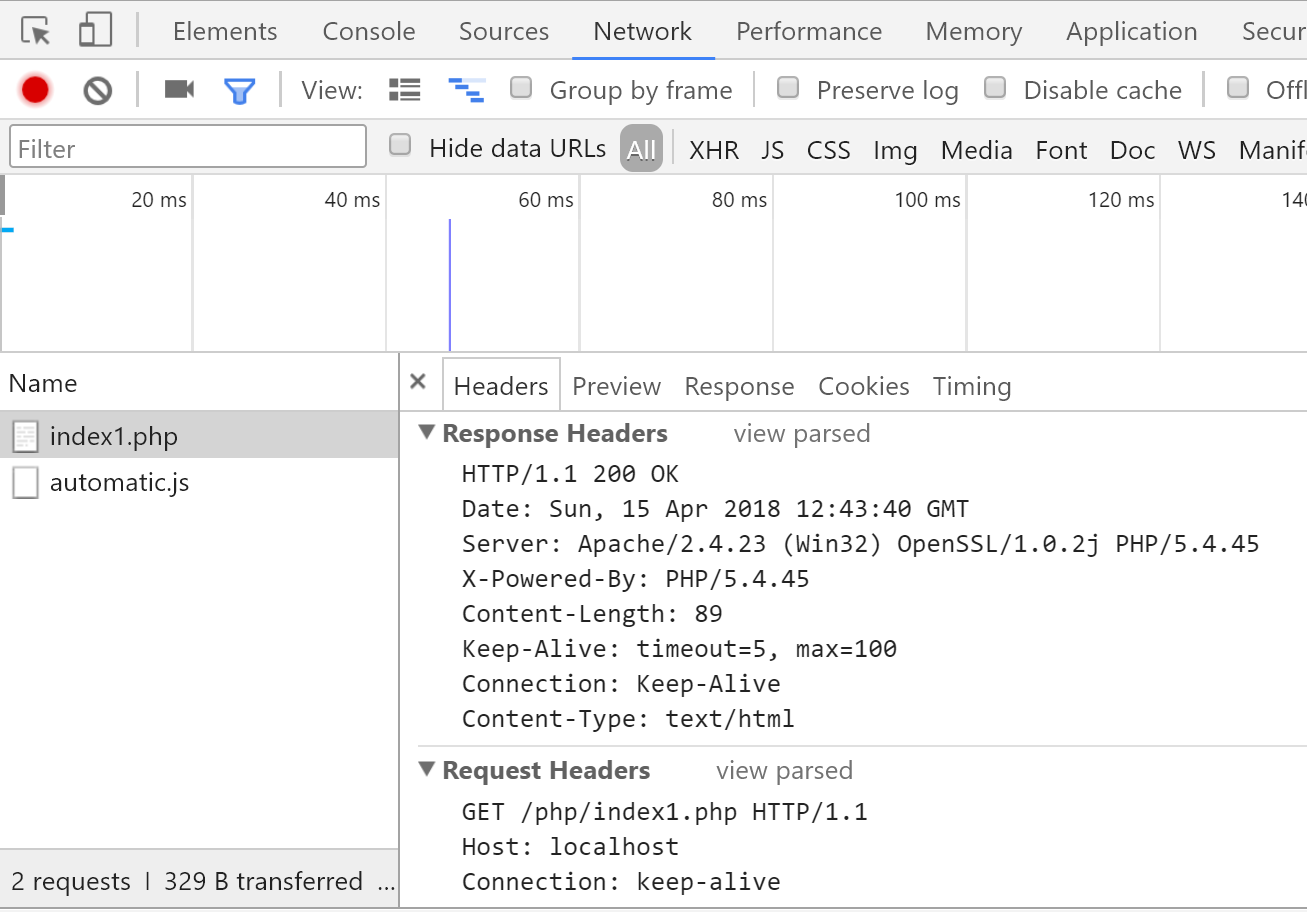 Elements Console Sources Network Performance Memory Application Secur
View: Group by frame Preserve log Disable cache Offl
Filter Hide data URLs All XHR JS CSS Img Media Font Doc WS Manif
20 ms 40 ms 60 ms 80 ms 100 ms 120 ms 140
Name
index1.php
automatic.js
2 requests | 329 B transferred ...
× Headers Preview Response Cookies Timing
Response Headers view parsed
HTTP/1.1 200 OK
Date: Sun, 15 Apr 2018 12:43:40 GMT
Server: Apache/2.4.23 (Win32) OpenSSL/1.0.2j PHP/5.4.45
X-Powered-By: PHP/5.4.45
Content-Length: 89
Keep-Alive: timeout=5, max=100
Connection: Keep-Alive
Content-Type: text/html
Request Headers view parsed
GET /php/index1.php HTTP/1.1
Host: localhost
Connection: keep-alive